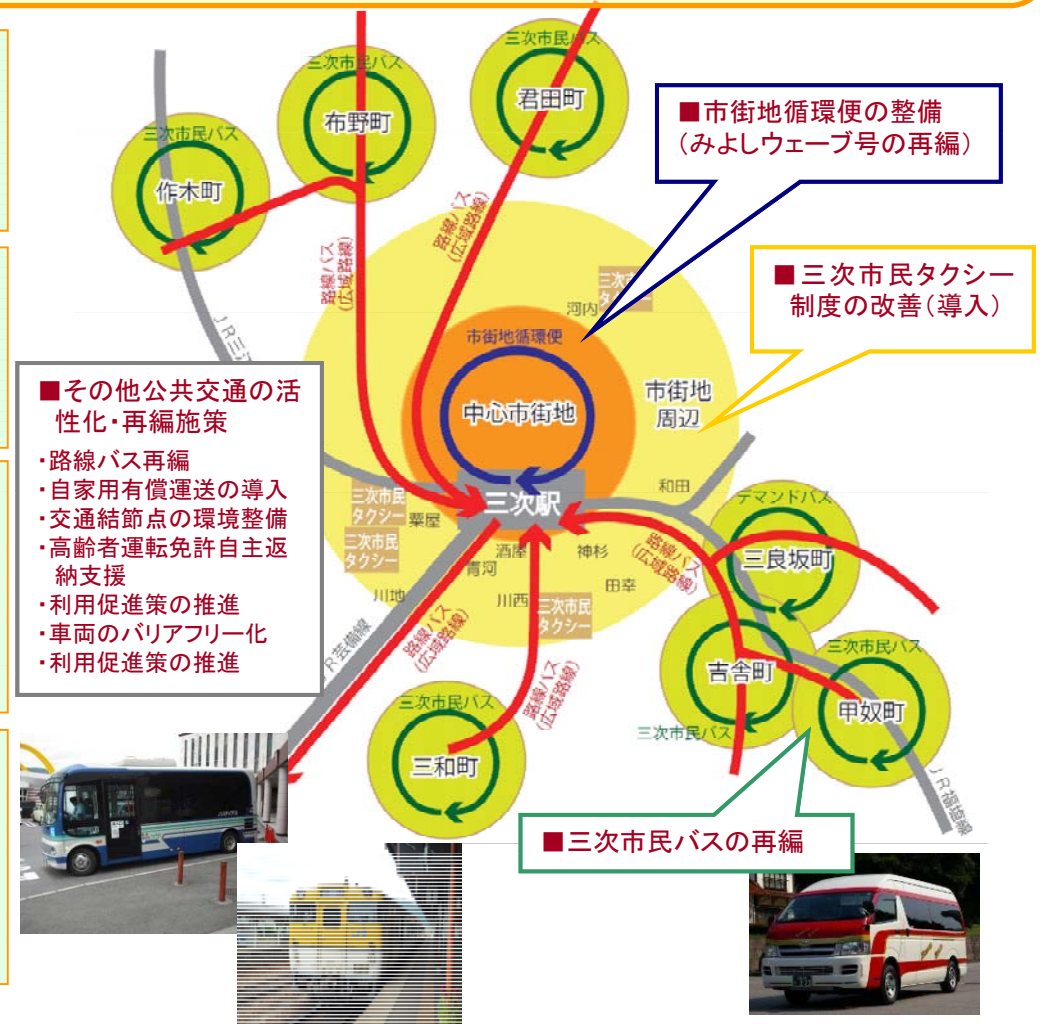 三次市民バス
君田町
三次市民バス
布野町
三次市民バス
作木町
■市街地循環便の整備
(みよしウェーブ号の再編)
路線バス
(広域路線)
路線バス
(広域路線)
三次市民
タクシー
河内
■三次市民タクシー
制度の改善(導入)
市街地循環便
中心市街地
市街地
周辺
JR三江
■その他公共交通の活
性化・再編施策
・路線バス再編
・自家用有償運送の導入
・交通結節点の環境整備
・高齢者運転免許自主返
納支援
・利用促進策の推進
・車両のバリアフリー化
・利用促進策の推進
三次駅
和田
三次市民
タクシー
粟屋
三次市民
タクシー
酒屋
青河
神杉
川地
川西
田幸
三次市民
タクシー
路線バス
(広域路線)
デマンドバス
三良坂町
JR芸備線
路線バス
(広域路線)
路線バス
(広域路線)
吉舎町
三次市民バス
三次市民バス
甲奴町
三次市民バス
三和町
JR福塩線
■三次市民バスの再編